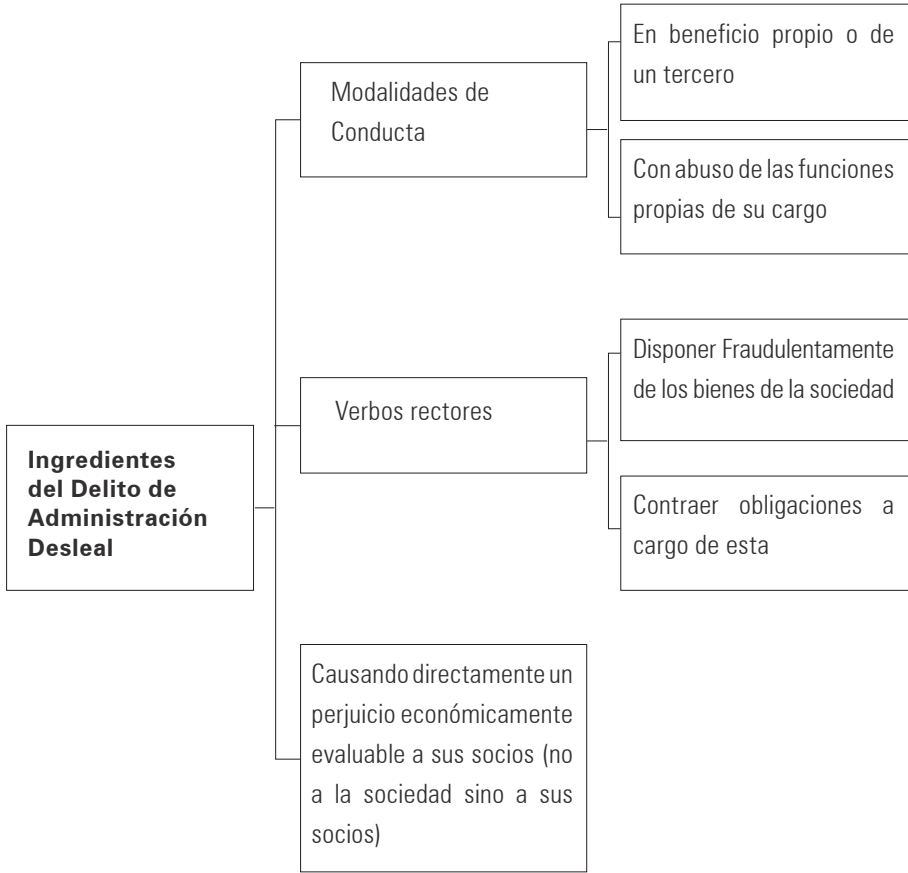 Ingredientes
del Delito de
Administración
Desleal
Modalidades de
Conducta
En beneficio propio o de
un tercero
Con abuso de las funciones
propias de su cargo
Verbos rectores
Disponer Fraudulentamente
de los bienes de la sociedad
Contraer obligaciones a
cargo de esta
Causando directamente un
perjuicio económicamente
evaluable a sus socios (no
a la sociedad sino a sus
socios)